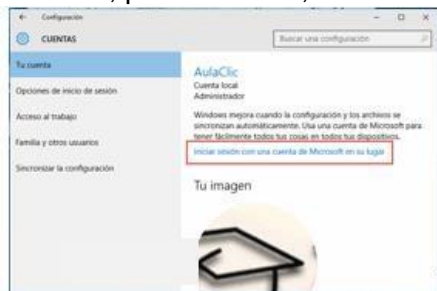 Configuración
CUENTAS
Buscar una configuración
Tu cuenta
Opciones de inicio de sesión
Acceso al trabajo
Familia y otros usuarios
Sincronizar la configuración
AulaClic
Cuenta local
Administrador
Windows mejora cuando la configuración y los archivos se
sincronizan automáticamente. Usa una cuenta de Microsoft para
tener fácilmente todos tus cosas en todos tus dispositivos.
Iniciar sesión con una cuenta de Microsoft en su lugar
Tu imagen